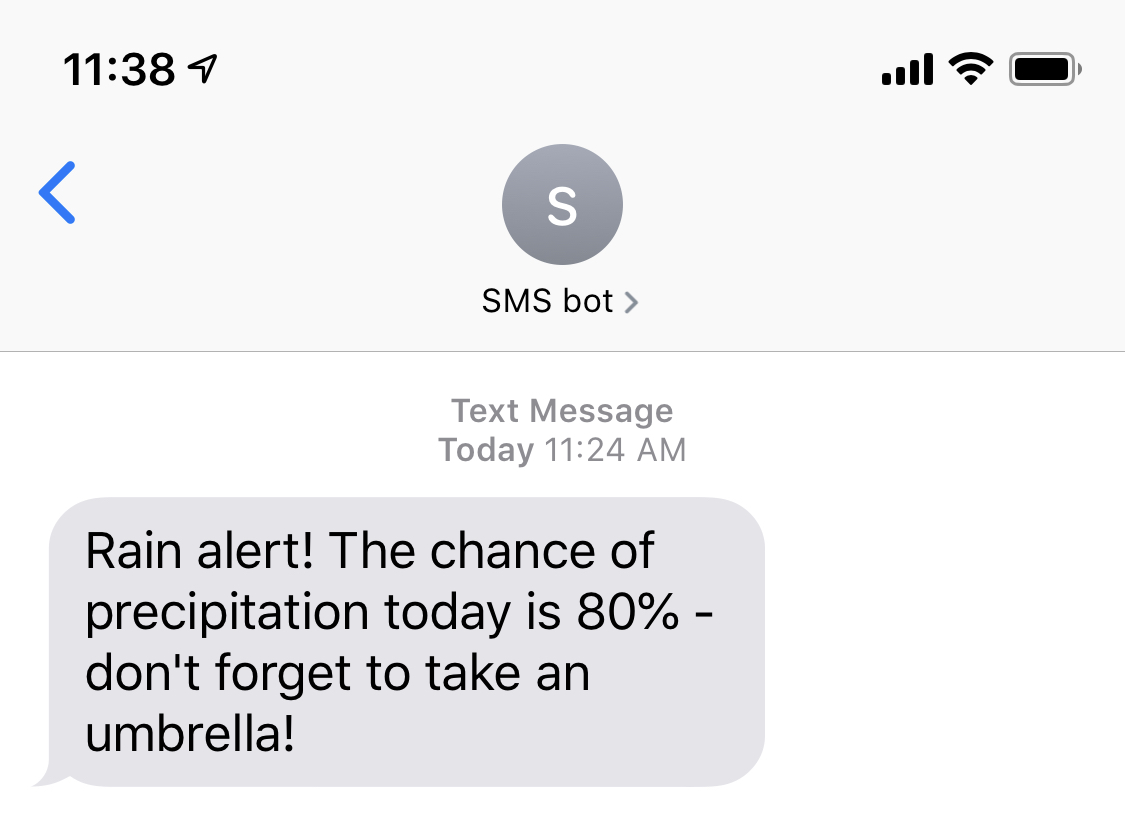 11:38
S
SMS bot
Text Message
Today 11:24 AM
Rain alert! The chance of
precipitation today is 80% -
don't forget to take an
umbrella!